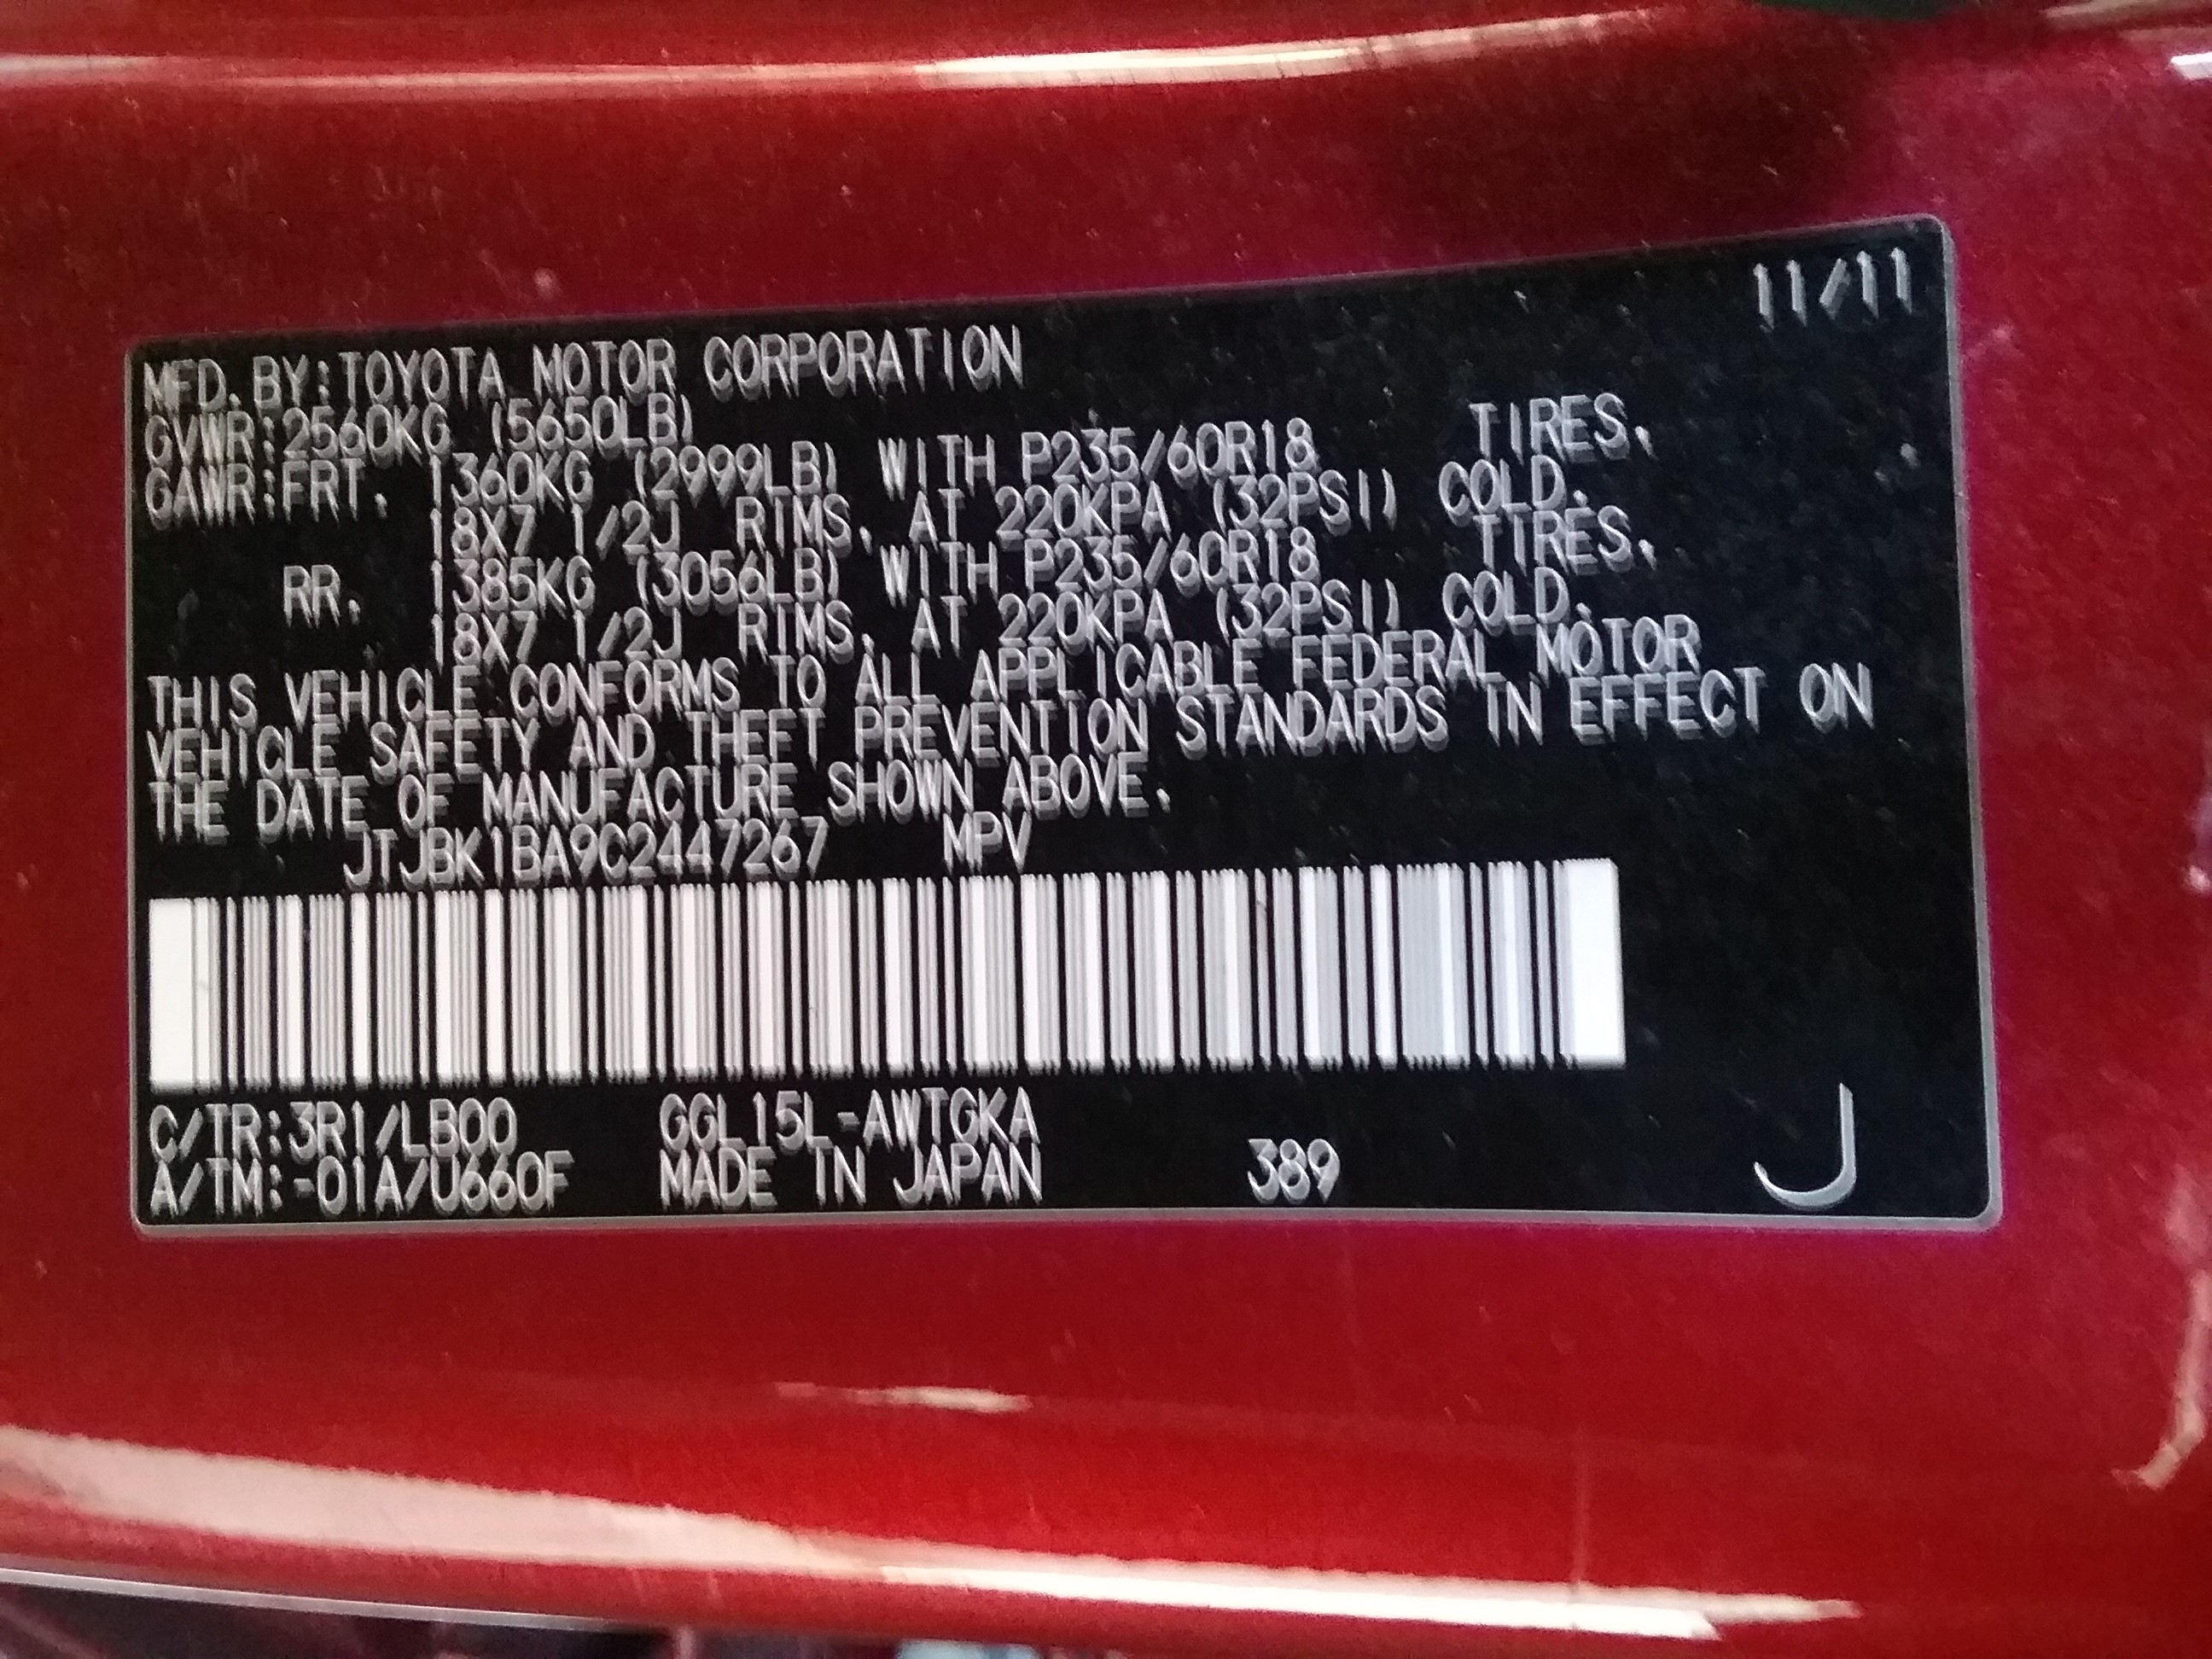 11/11
MFD.BY:TOYOTA MOTOR CORPORATION
GVWR:2560KG (5650LB)
GAWR:FRT. 1360KG (2999LB) WITH P235/60R18 TIRES,
18X7 1/2J RIMS, AT 220KPA (32PSI) COLD.
RR. 1385KG (3056LB) WITH P235/60R18 TIRES,
18X7 1/2J RIMS, AT 220KPA (32PSI) COLD.
THIS VEHICLE CONFORMS TO ALL APPLICABLE FEDERAL MOTOR
VEHICLE SAFETY AND THEFT PREVENTION STANDARDS IN EFFECT ON
THE DATE OF MANUFACTURE SHOWN ABOVE.
JTJBK1BA9C2447267 MPV
C/TR:3R1/LB00 GGL15L-AWTGKA
A/TM:-01A/U660F MADE IN JAPAN 389
J